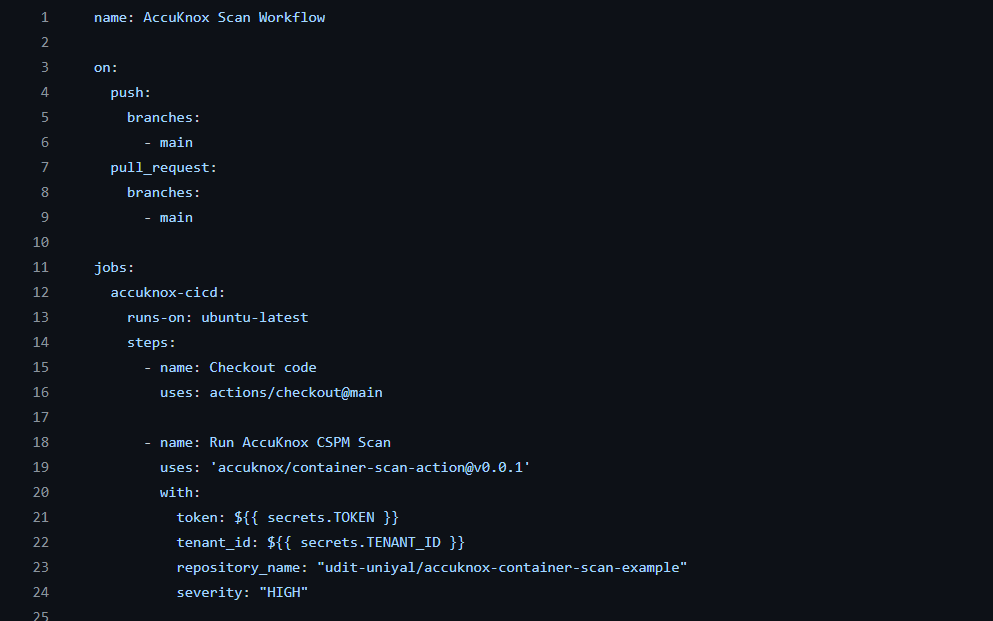 1 name: AccuKnox Scan Workflow
2
3 on:
4   push:
5     branches:
6       - main
7   pull_request:
8     branches:
9       - main
10
11 jobs:
12   accuknox-cicd:
13     runs-on: ubuntu-latest
14     steps:
15       - name: Checkout code
16         uses: actions/checkout@main
17
18       - name: Run AccuKnox CSPM Scan
19         uses: 'accuknox/container-scan-action@v0.0.1'
20         with:
21           token: ${{ secrets.TOKEN }}
22           tenant_id: ${{ secrets.TENANT_ID }}
23           repository_name: "udit-uniyal/accuknox-container-scan-example"
24           severity: "HIGH"
25